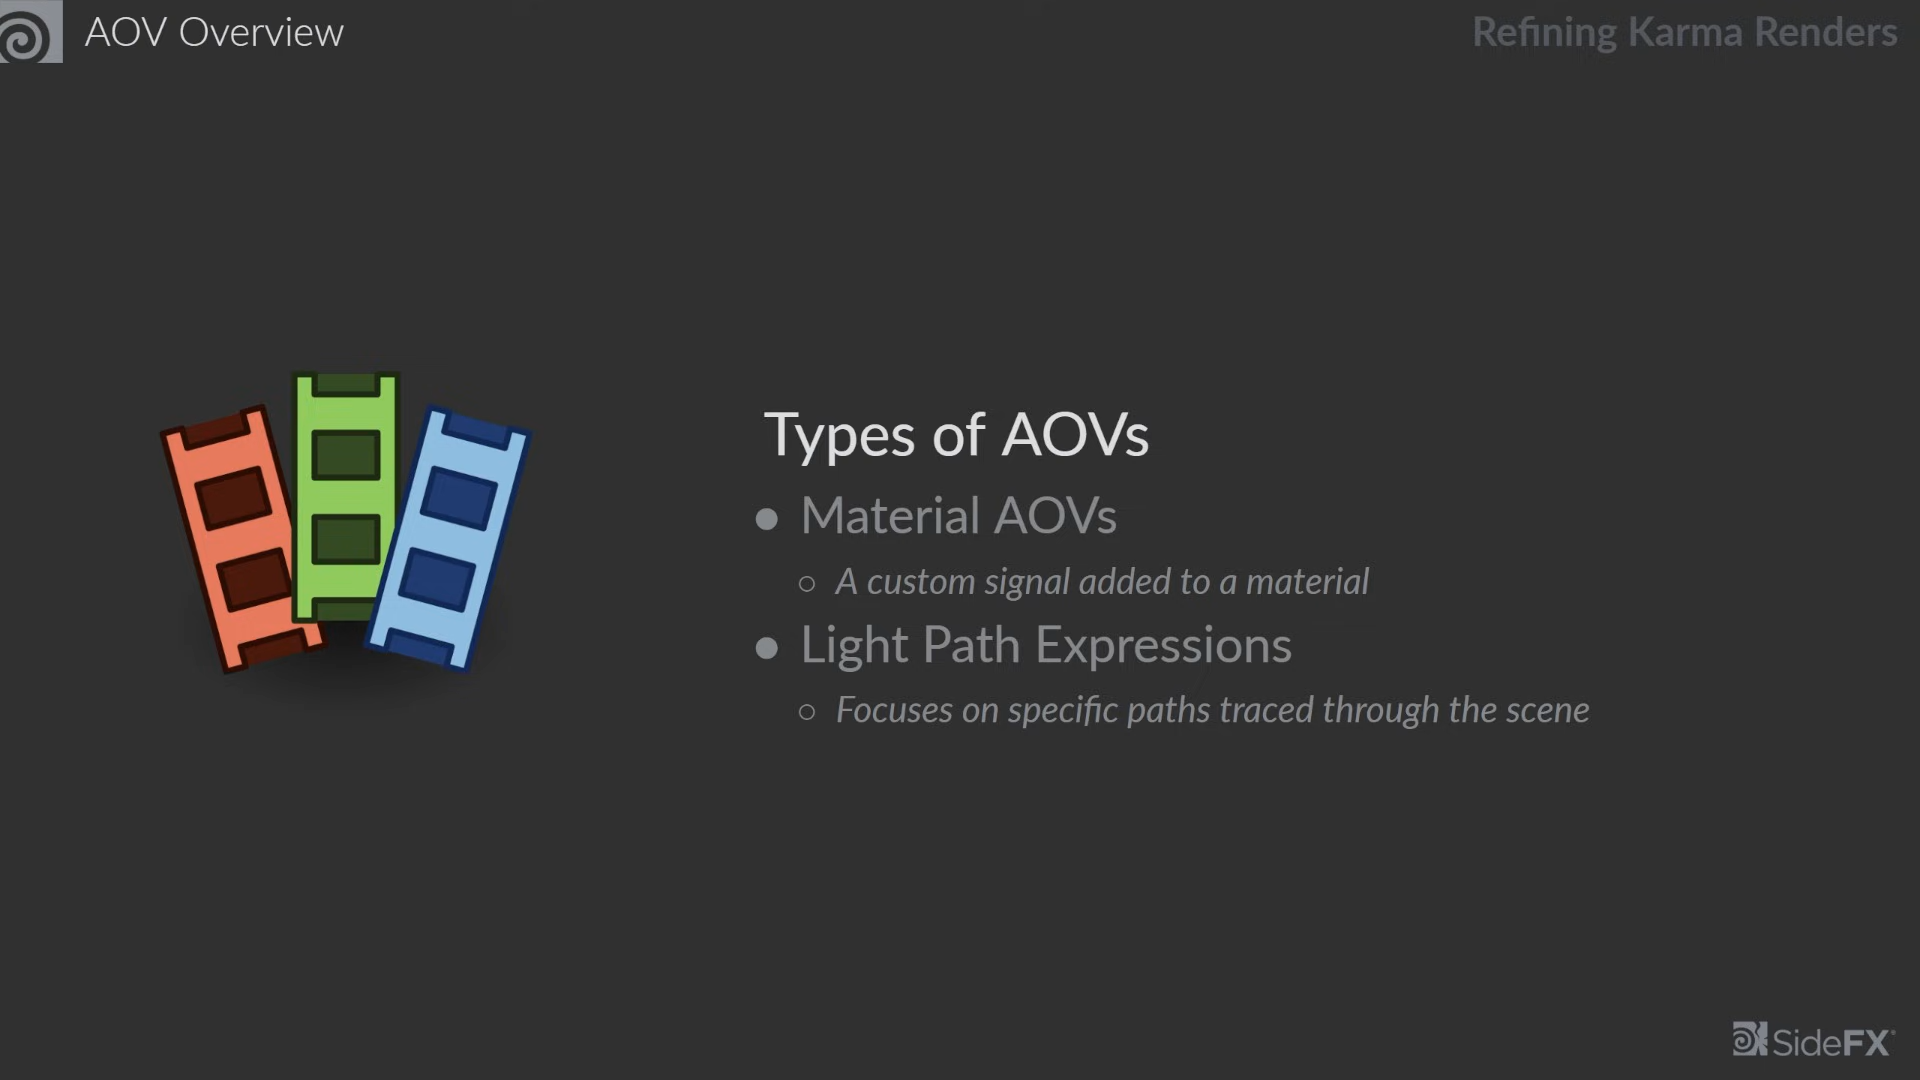 AOV Overview
Refining Karma Renders
Types of AOVs
● Material AOVs
○ A custom signal added to a material
● Light Path Expressions
○ Focuses on specific paths traced through the scene
SideFX